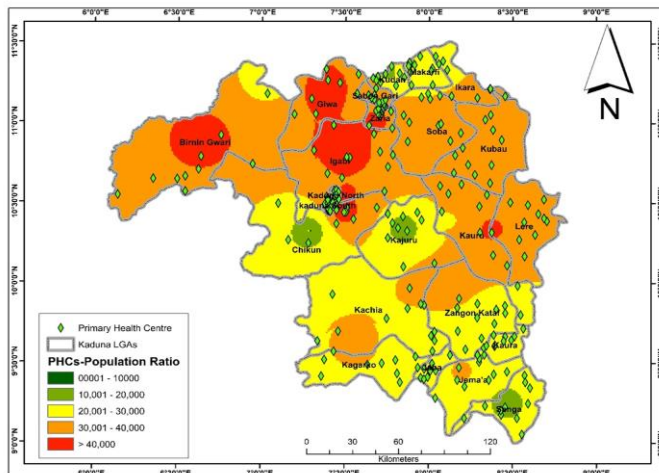 6°0'0"E 6°30'0"E 7°0'0"E 7°30'0"E 8°0'0"E 8°30'0"E 9°0'0"E
N
Kudan
Makarfi
Ikara
Sabon Gari
Giwa
Zaria
Soba
Birnin Gwari
Igabi
Kubau
Kaduna North
kaduna South
Chikun
Kajuru
Kauru
Lere
Kachia
Zangon Kataf
Kaura
Kagarko
Jaba
Jema'a
Sanga
Primary Health Centre
Kaduna LGAs
PHCs-Population Ratio
00001 - 10000
10,001 - 20,000
20,001 - 30,000
30,001 - 40,000
> 40,000
0 15 30 60 90 120
Kilometers